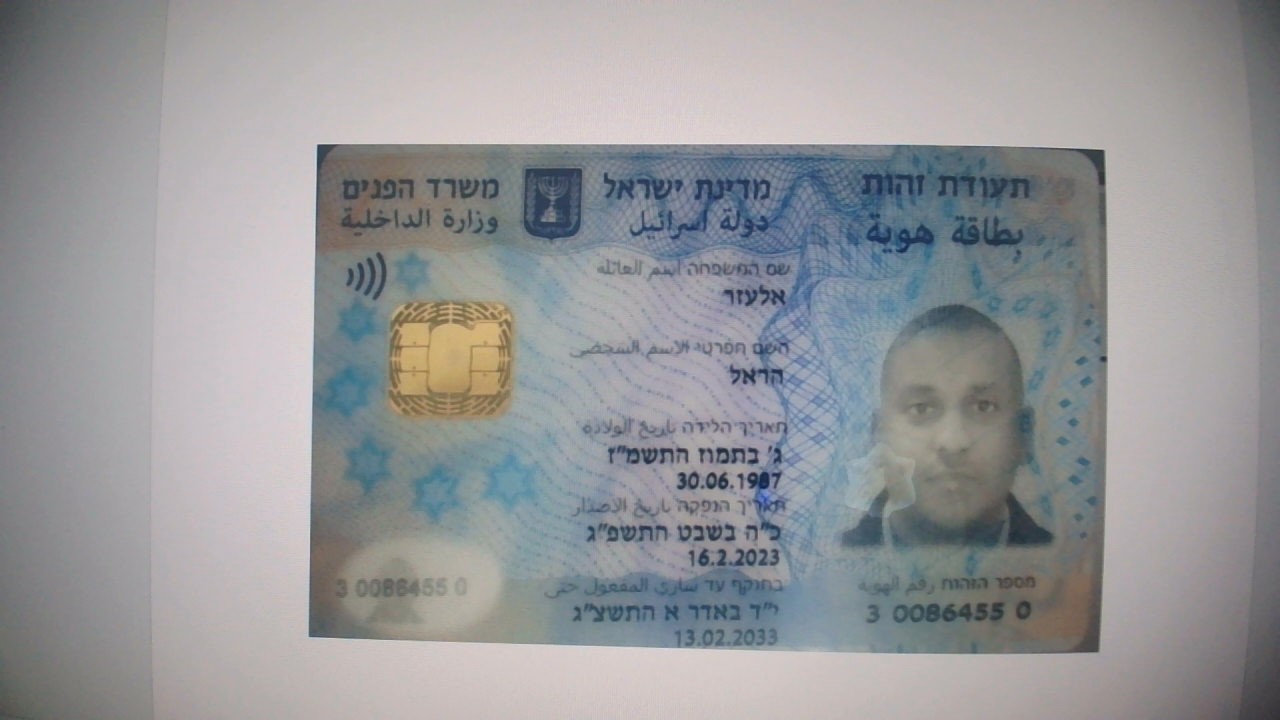 תעודת זהות
بطاقة هوية
מדינת ישראל
دولة اسرائيل
משרד הפנים
وزارة الداخلية
שם המשפחה اسم العائلة
אלעזר
השם הפרטי الاسم الشخصي
הראל
תאריך הלידה تاريخ الولادة
ג' בתמוז התשמ"ז
30.06.1987
תאריך הנפקה تاريخ الاصدار
כ"ה בשבט התשפ"ג
16.2.2023
בתוקף עד ساري المفعول حتى
י"ד באדר א התשצ"ג
13.02.2033
מספר הזהות رقم الهوية
3 0086455 0
3 0086455 0